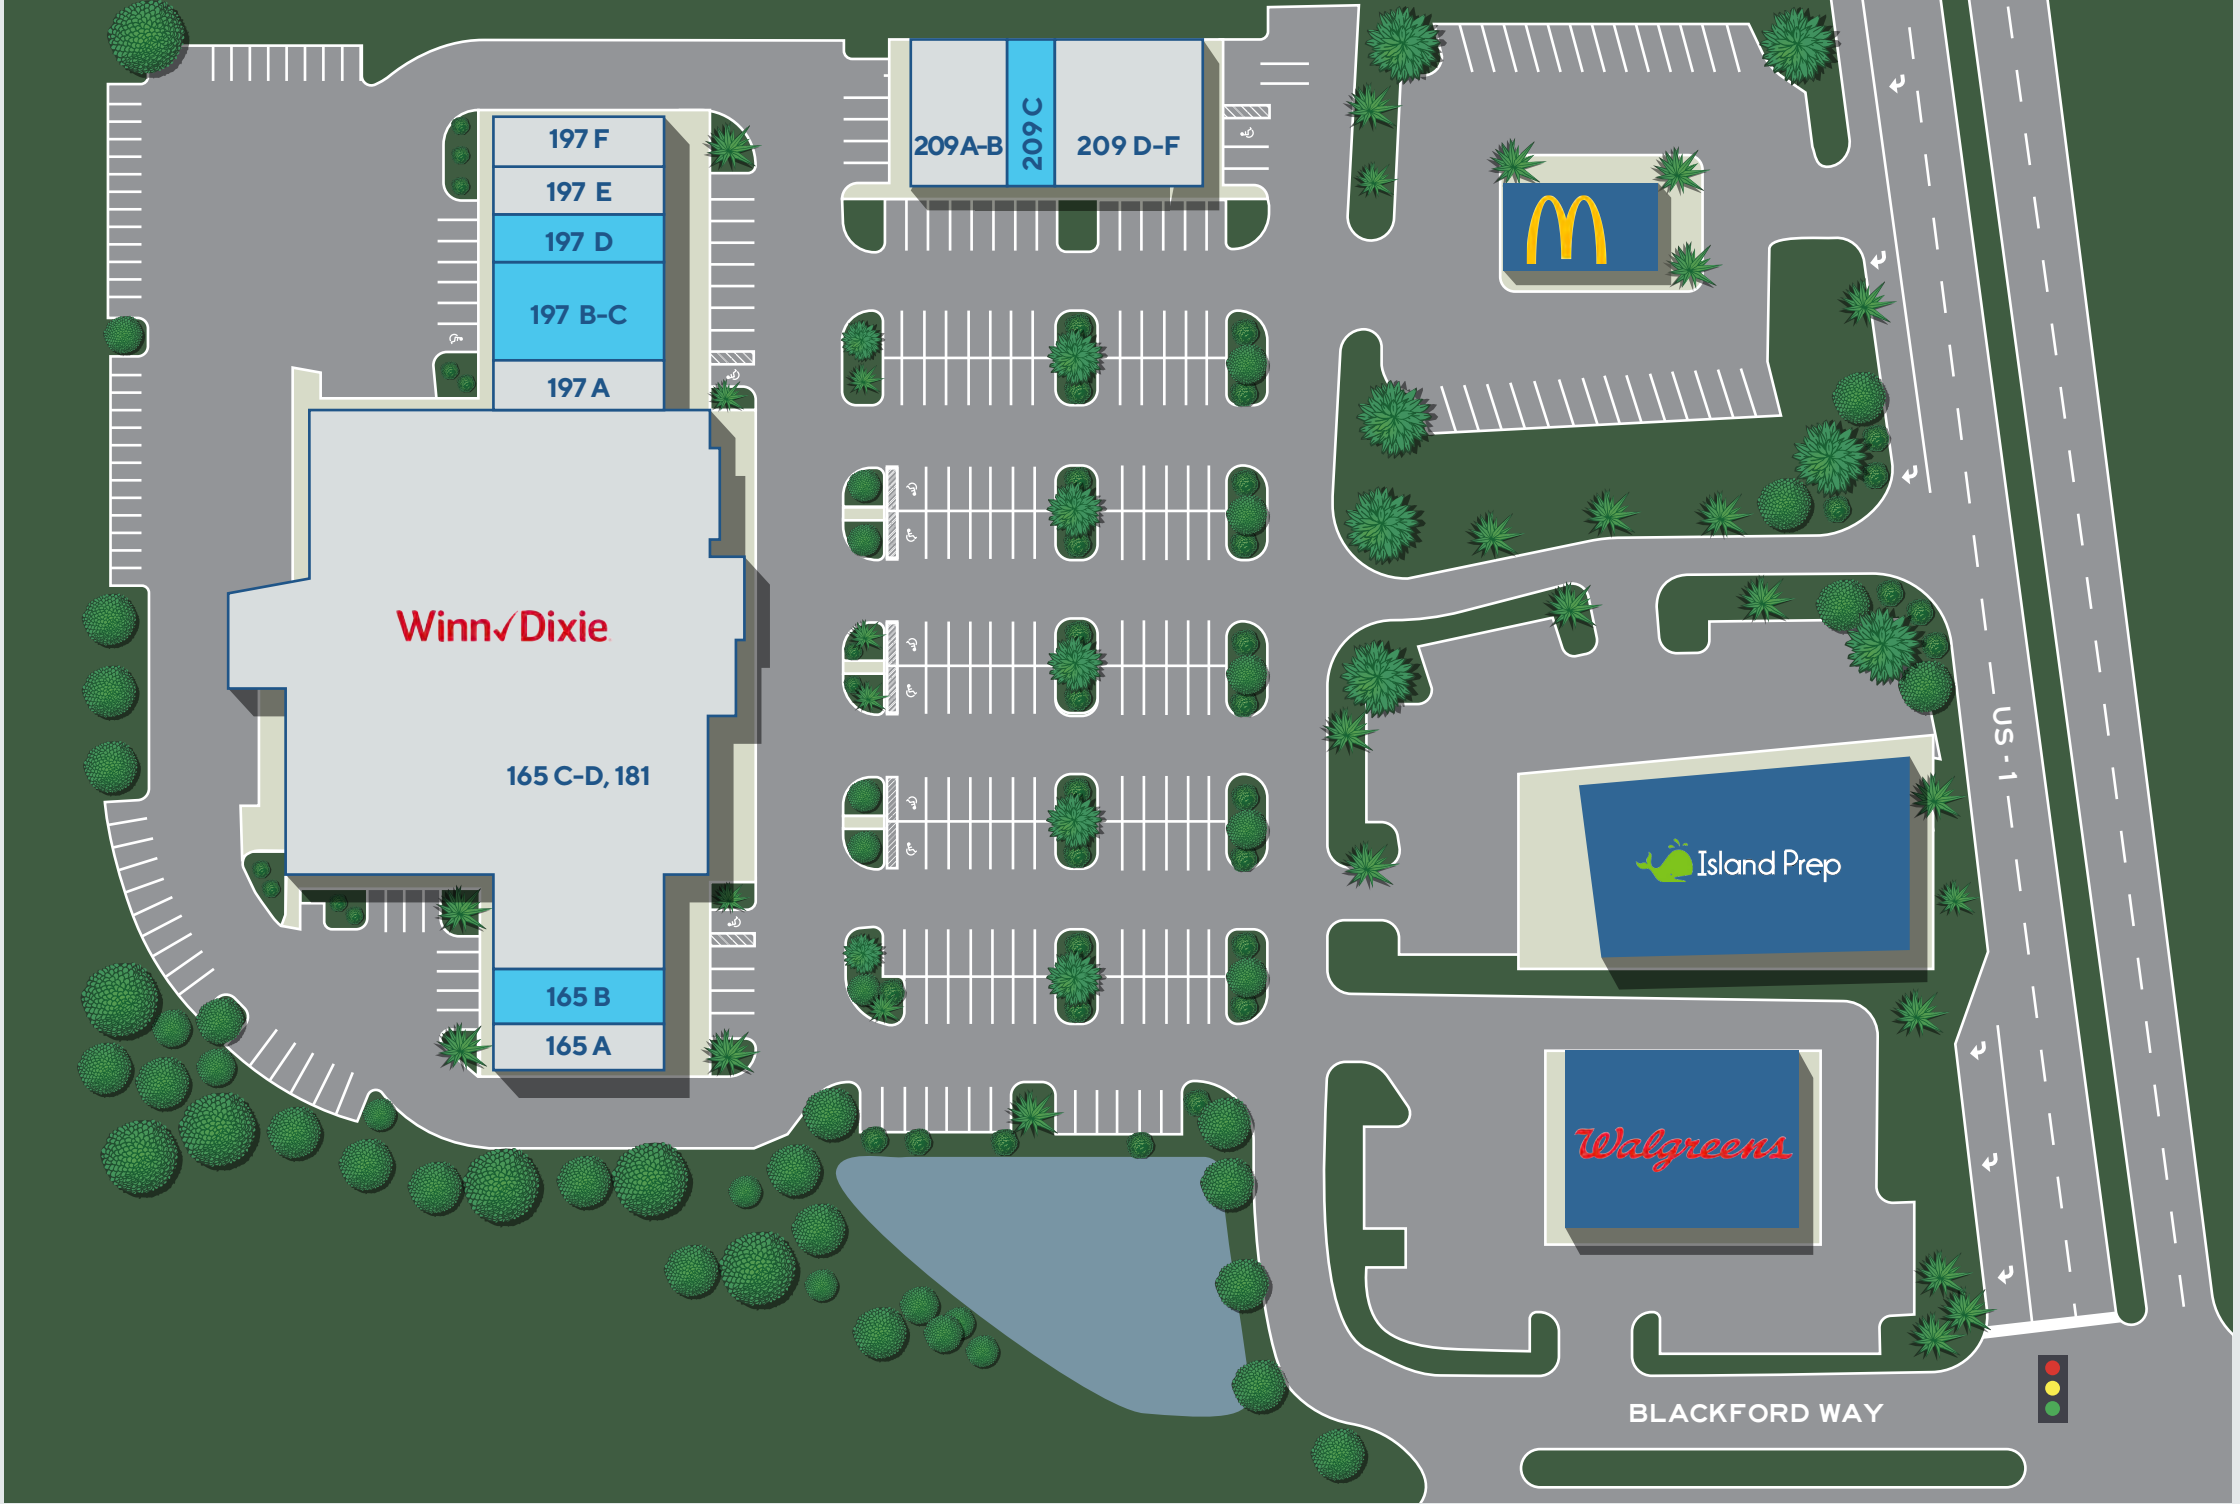 197 F
197 E
197 D
197 B-C
197 A
209A-B
209 C
209 D-F
Winn Dixie
165 C-D, 181
165 B
165 A
US - 1
Island Prep
Walgreens
BLACKFORD WAY